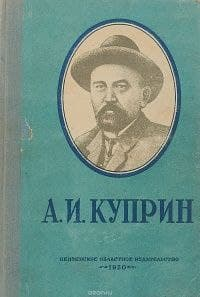 А. И. КУПРИН
ПЕНЗЕНСКОЕ ОБЛАСТНОЕ ИЗДАТЕЛЬСТВО
1950